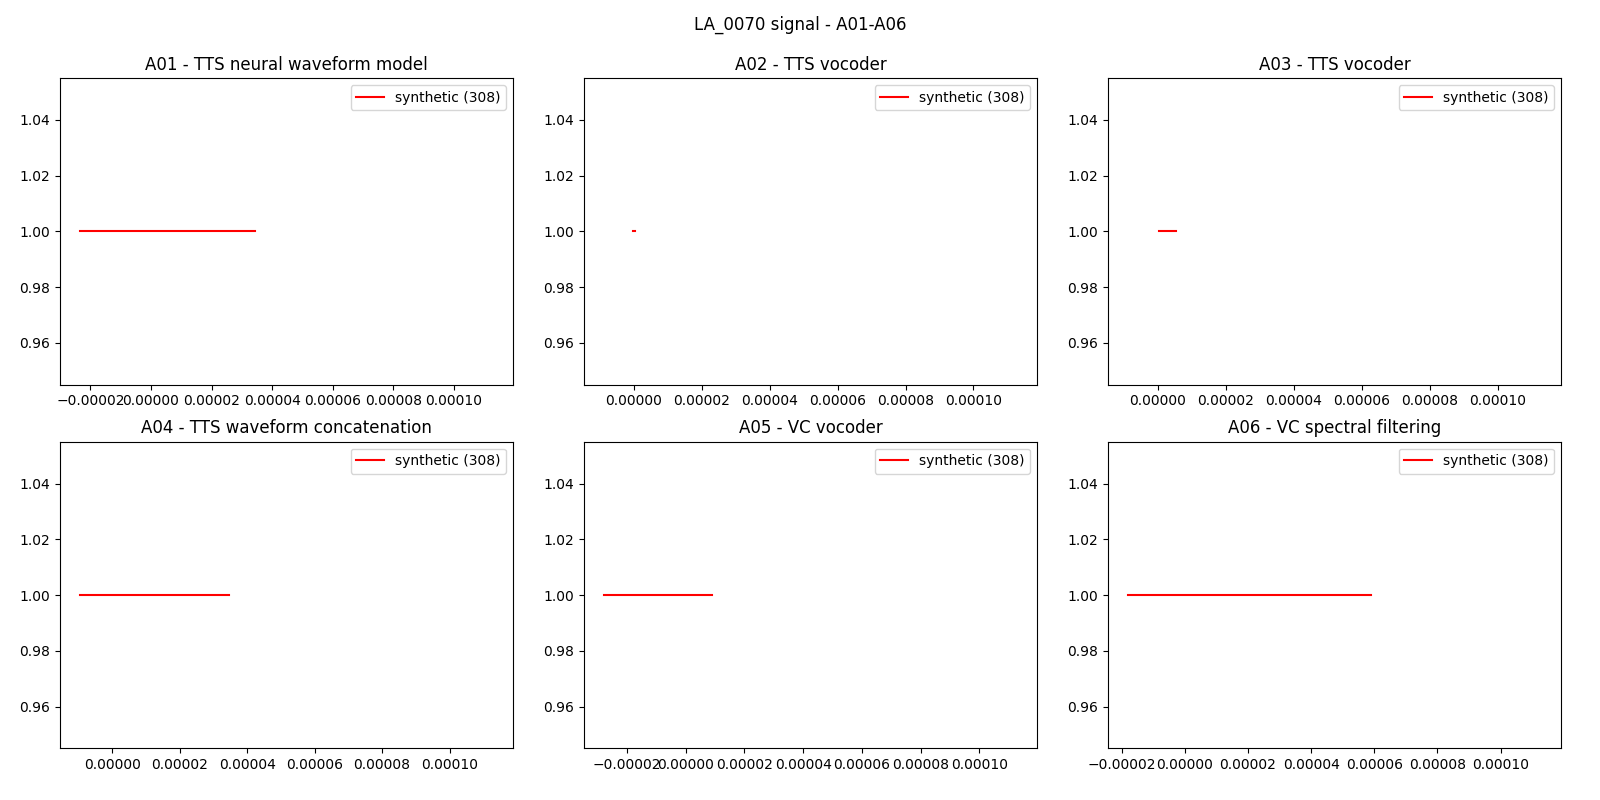 LA_0070 signal - A01-A06
A01 - TTS neural waveform model
synthetic (308)
1.04
1.02
1.00
0.98
0.96
−0.00002 0.00000 0.00002 0.00004 0.00006 0.00008 0.00010
A02 - TTS vocoder
synthetic (308)
1.04
1.02
1.00
0.98
0.96
0.00000 0.00002 0.00004 0.00006 0.00008 0.00010
A03 - TTS vocoder
synthetic (308)
1.04
1.02
1.00
0.98
0.96
0.00000 0.00002 0.00004 0.00006 0.00008 0.00010
A04 - TTS waveform concatenation
synthetic (308)
1.04
1.02
1.00
0.98
0.96
0.00000 0.00002 0.00004 0.00006 0.00008 0.00010
A05 - VC vocoder
synthetic (308)
1.04
1.02
1.00
0.98
0.96
−0.00002 0.00000 0.00002 0.00004 0.00006 0.00008 0.00010
A06 - VC spectral filtering
synthetic (308)
1.04
1.02
1.00
0.98
0.96
−0.00002 0.00000 0.00002 0.00004 0.00006 0.00008 0.00010